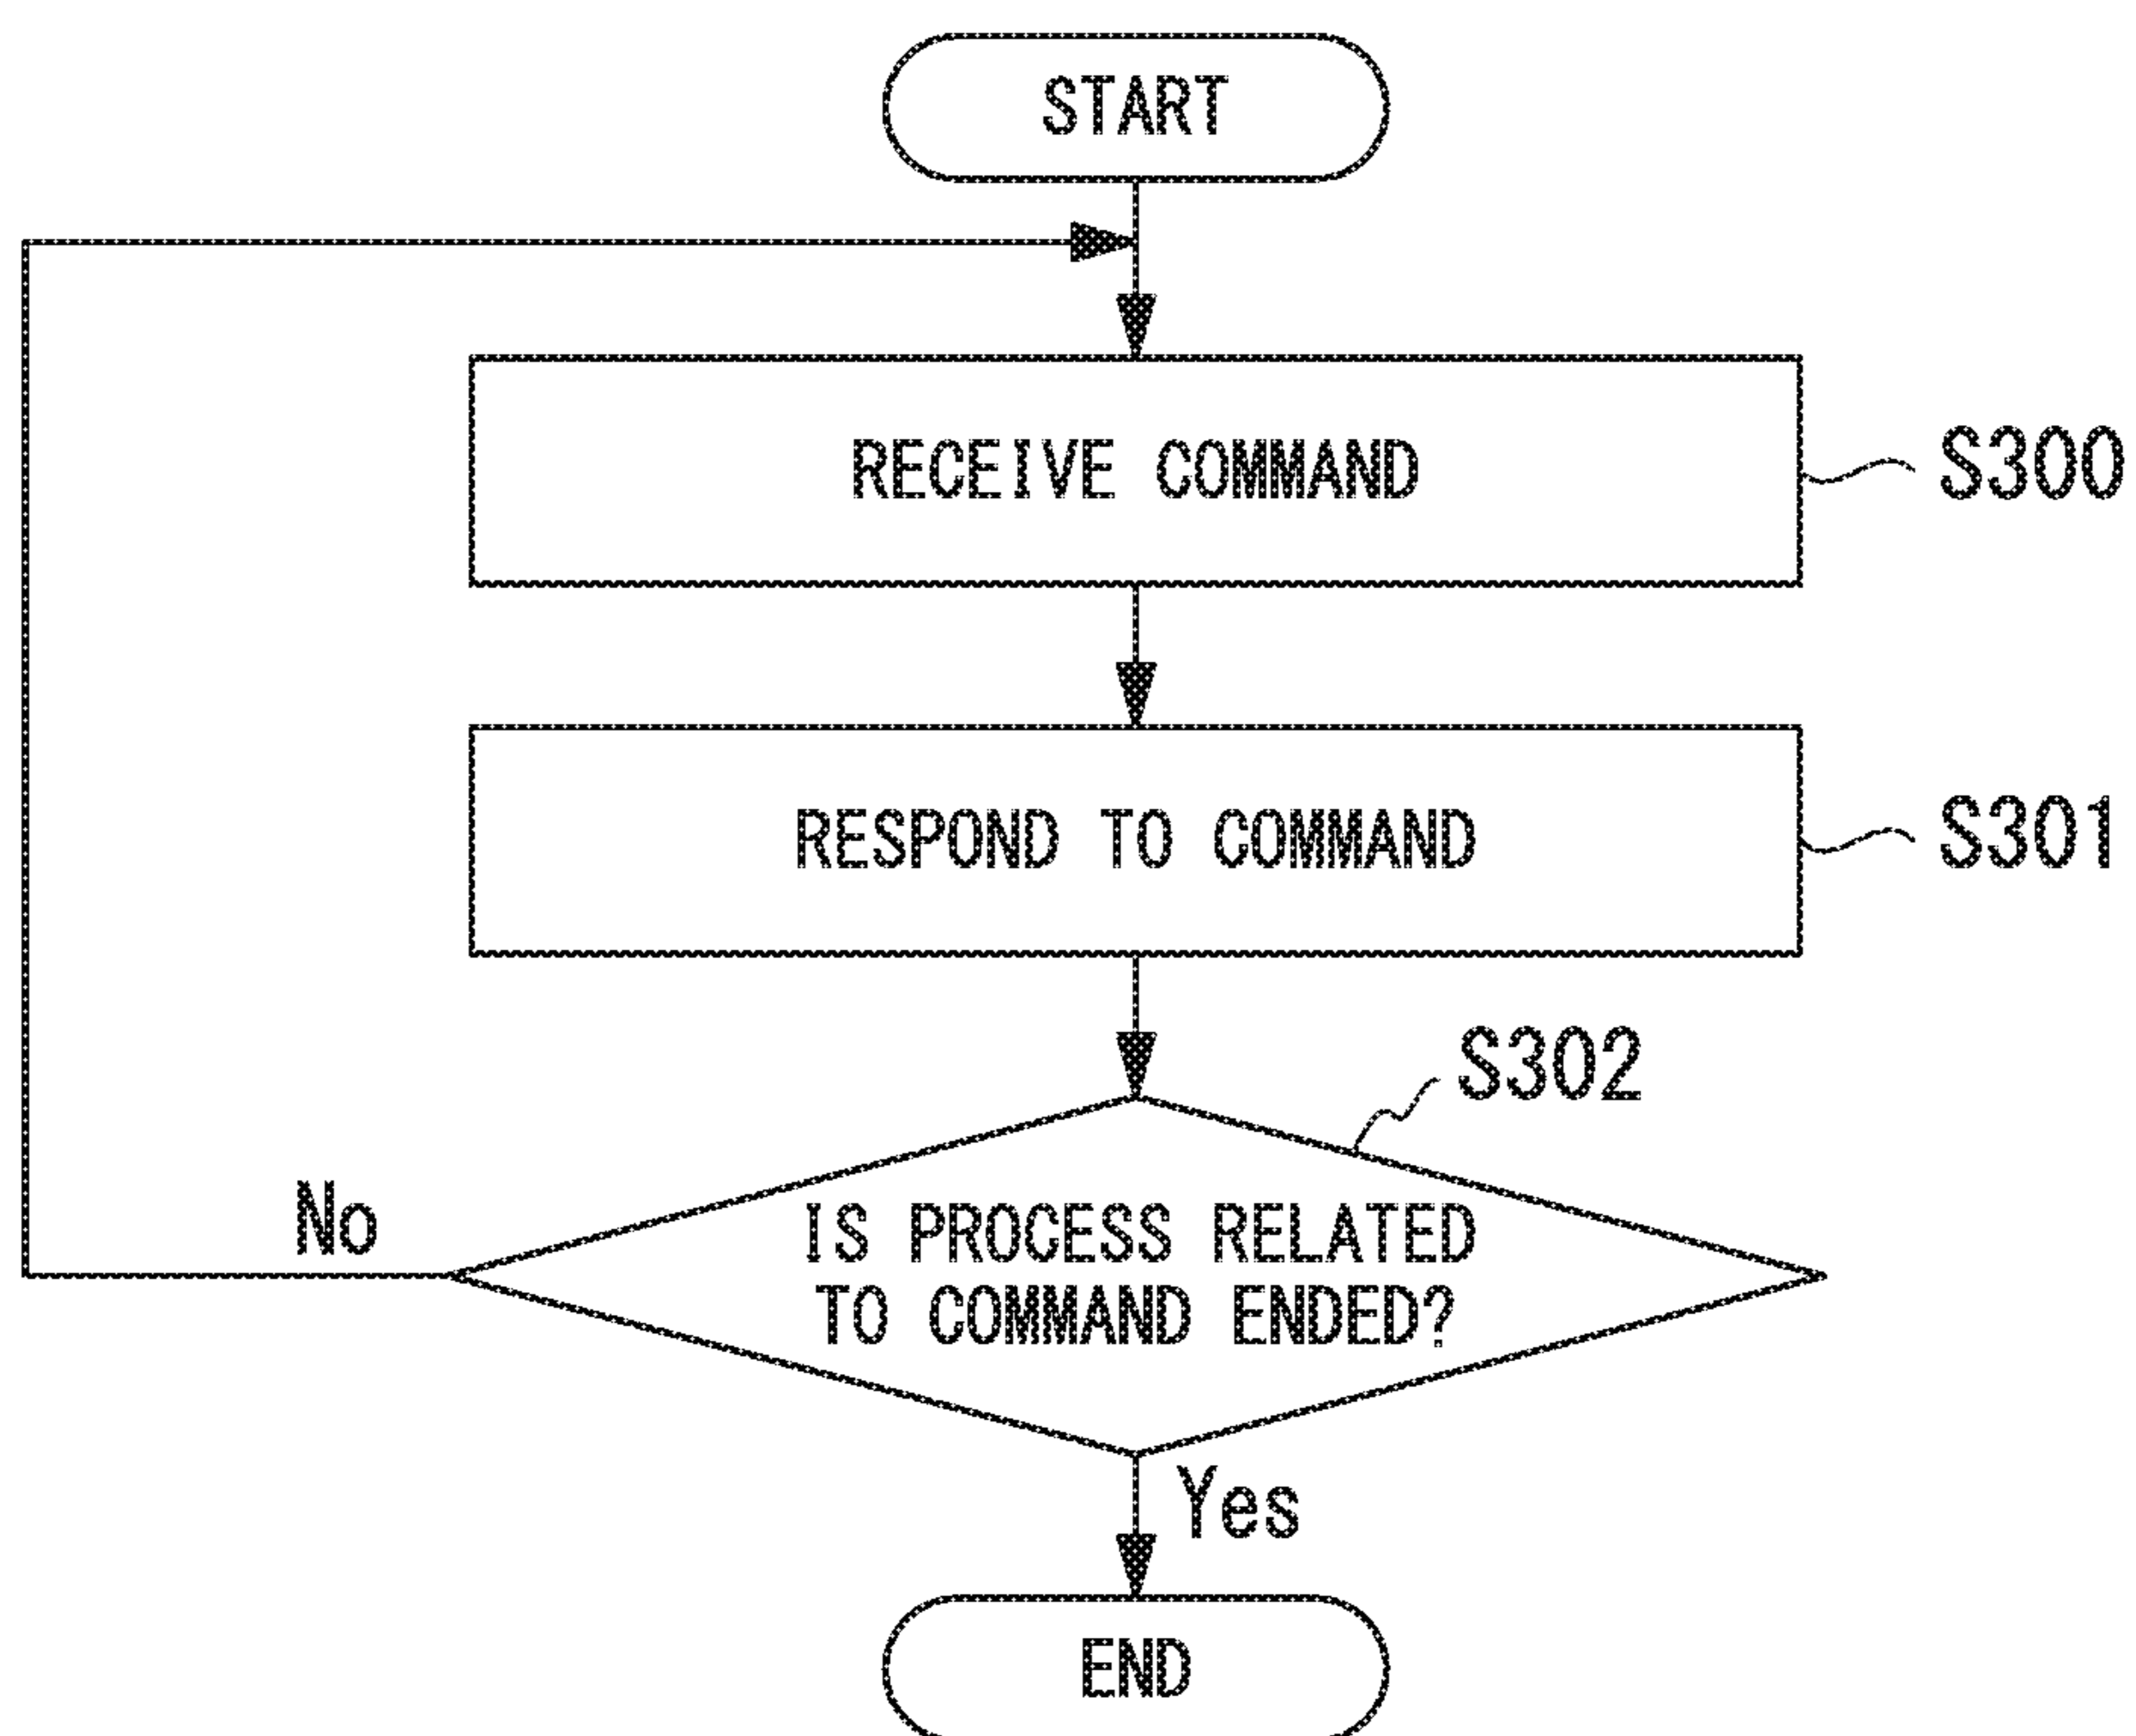 START
RECEIVE COMMAND
S300
RESPOND TO COMMAND
S301
S302
No
IS PROCESS RELATED
TO COMMAND ENDED?
Yes
END